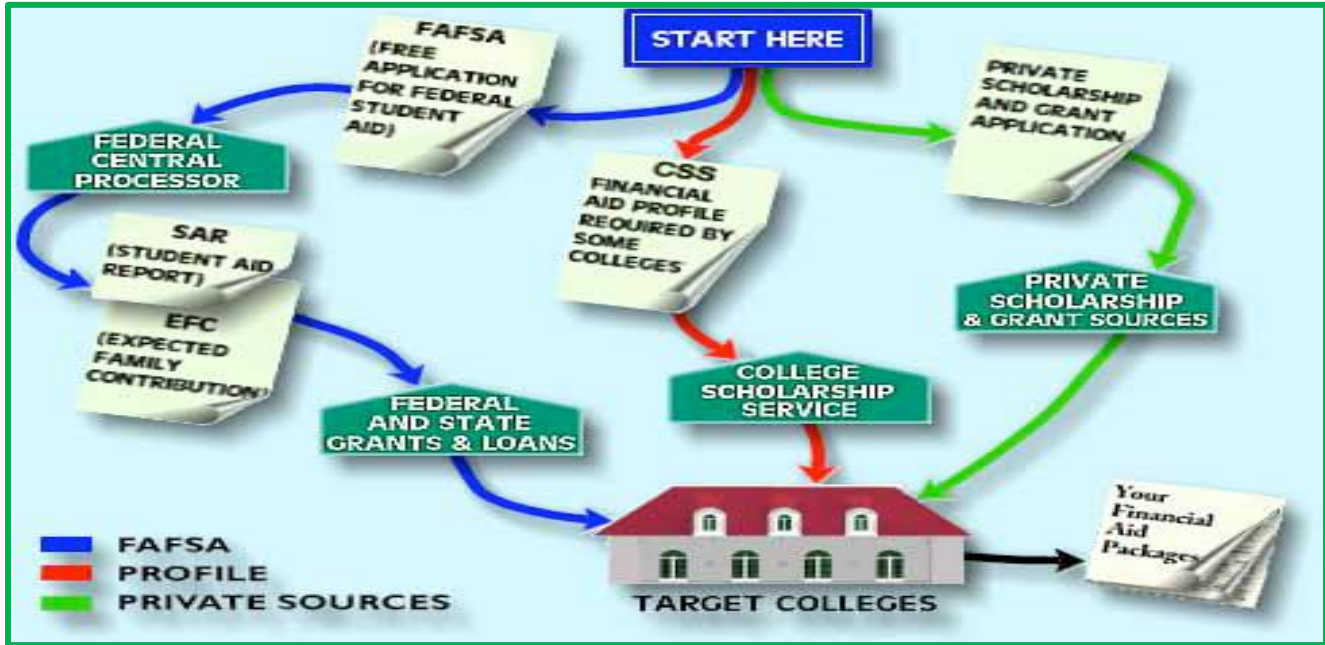 START HERE
FAFSA
(FREE
APPLICATION
FOR FEDERAL
STUDENT
AID)
FEDERAL
CENTRAL
PROCESSOR
SAR
(STUDENT AID
REPORT)
EFC
(EXPECTED
FAMILY
CONTRIBUTION)
FEDERAL
AND STATE
GRANTS & LOANS
CSS
FINANCIAL
AID PROFILE
REQUIRED BY
SOME
COLLEGES
COLLEGE
SCHOLARSHIP
SERVICE
PRIVATE
SCHOLARSHIP
AND GRANT
APPLICATION
PRIVATE
SCHOLARSHIP
& GRANT SOURCES
TARGET COLLEGES
Your
Financial
Aid
Packages
FAFSA
PROFILE
PRIVATE SOURCES